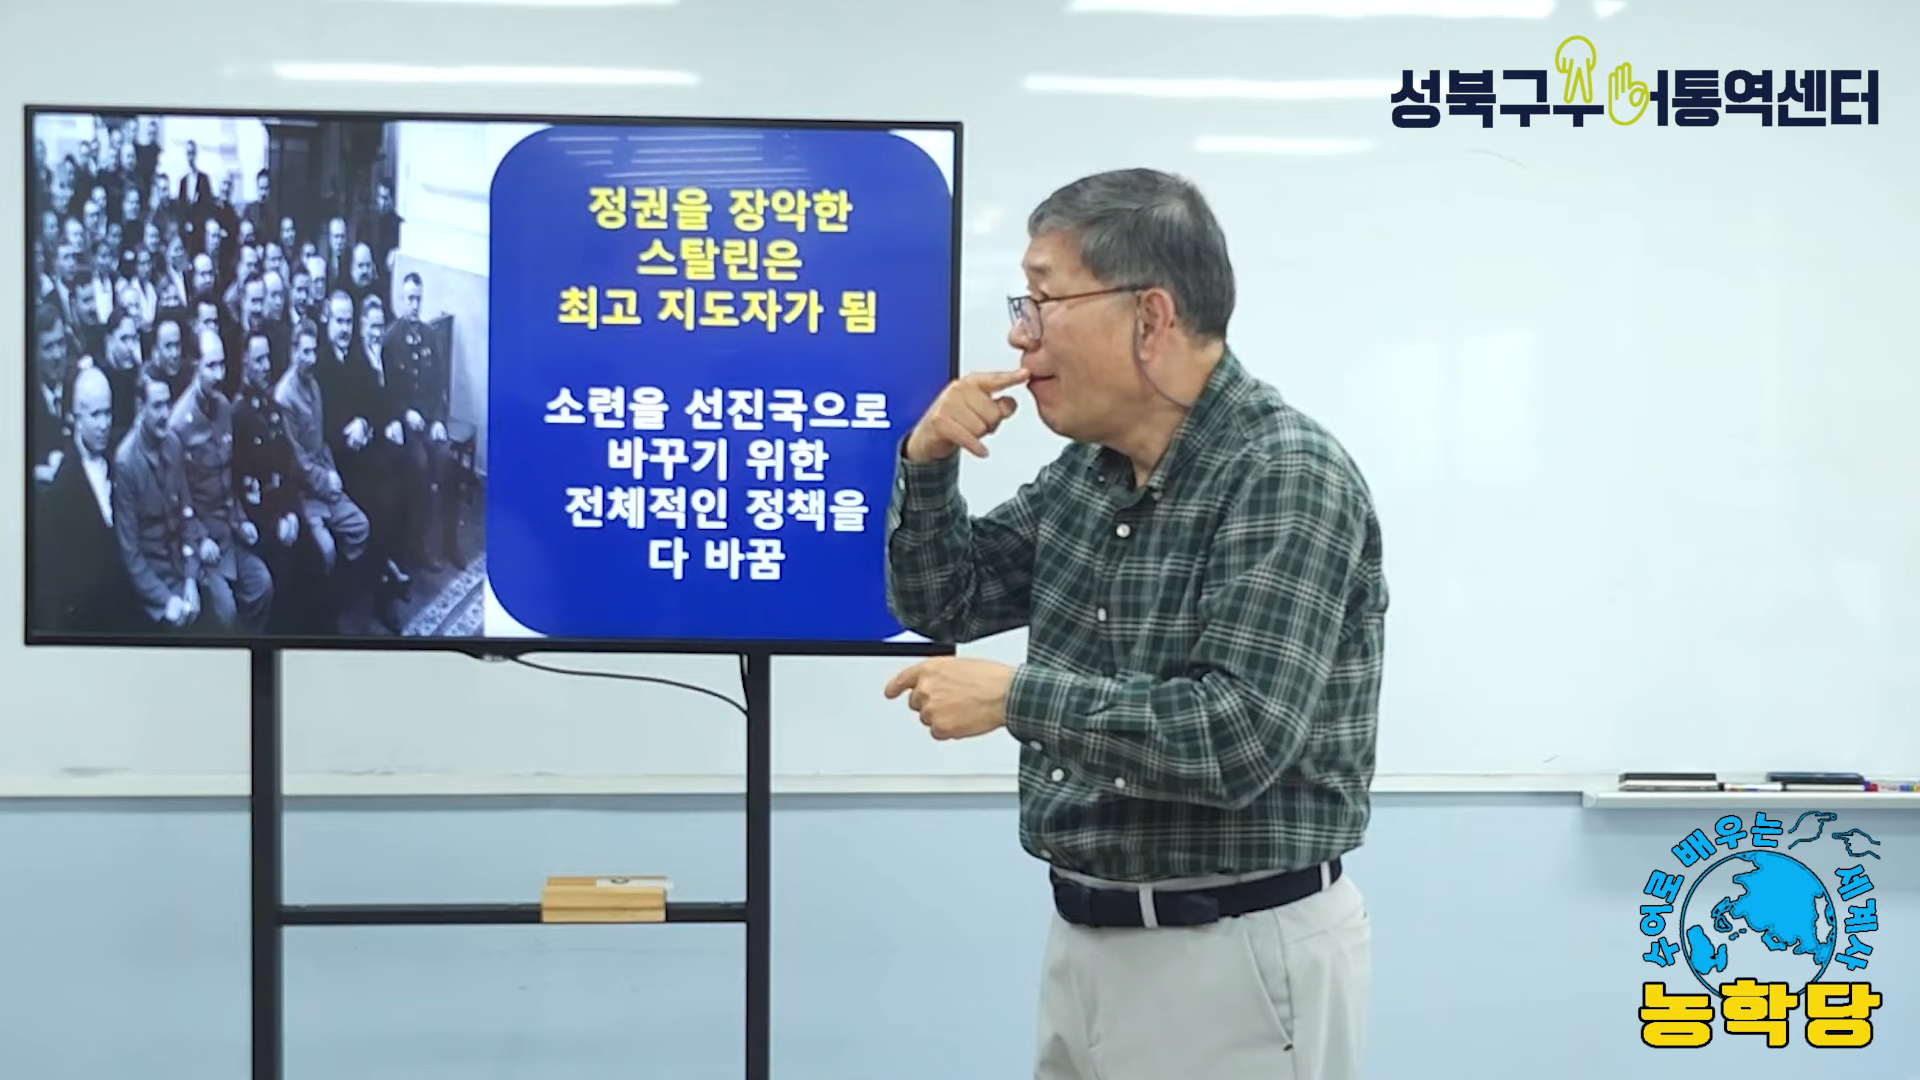 성북구수어통역센터
정권을 장악한
스탈린은
최고 지도자가 됨
소련을 선진국으로
바꾸기 위한
전체적인 정책을
다 바꿈
수어로 배우는 세계사
농학당